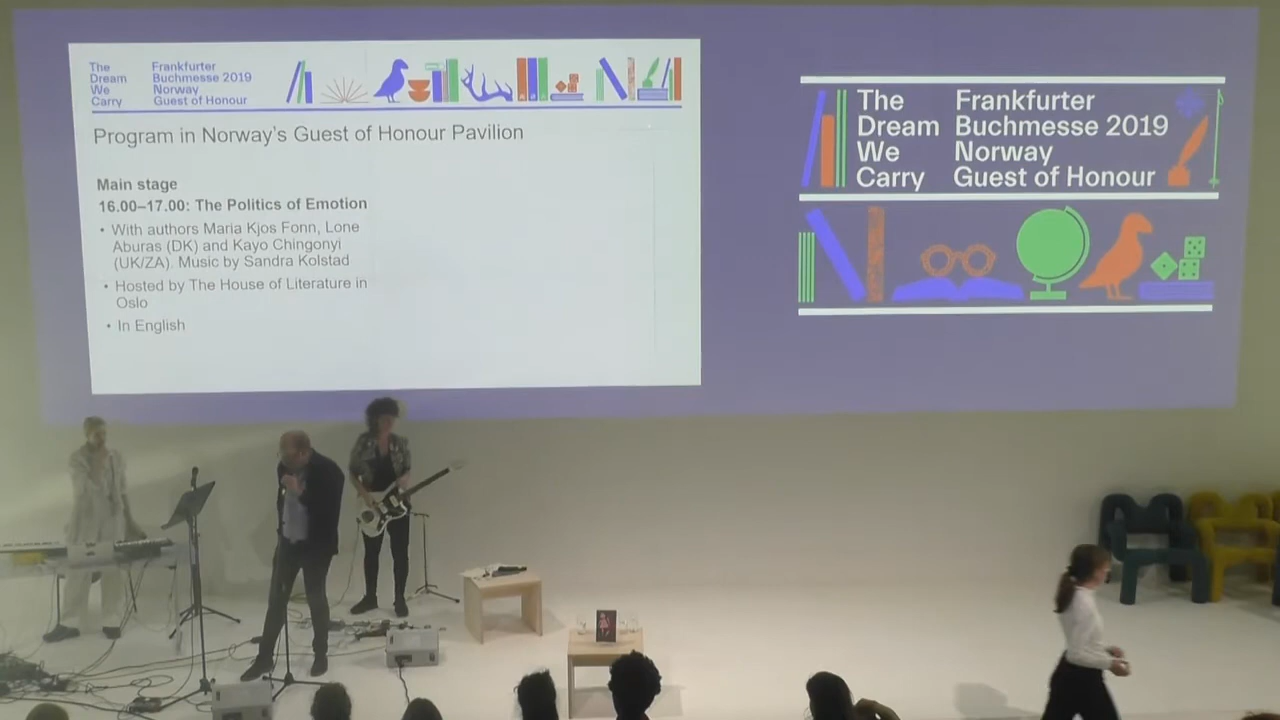 The
Dream
We
Carry
Frankfurter
Buchmesse 2019
Norway
Guest of Honour
Program in Norway's Guest of Honour Pavilion
Main stage
16.00–17.00: The Politics of Emotion
• With authors Maria Kjos Fonn, Lone
Aburas (DK) and Kayo Chingonyi
(UK/ZA). Music by Sandra Kolstad
• Hosted by The House of Literature in
Oslo
• In English
The
Dream
We
Carry
Frankfurter
Buchmesse 2019
Norway
Guest of Honour